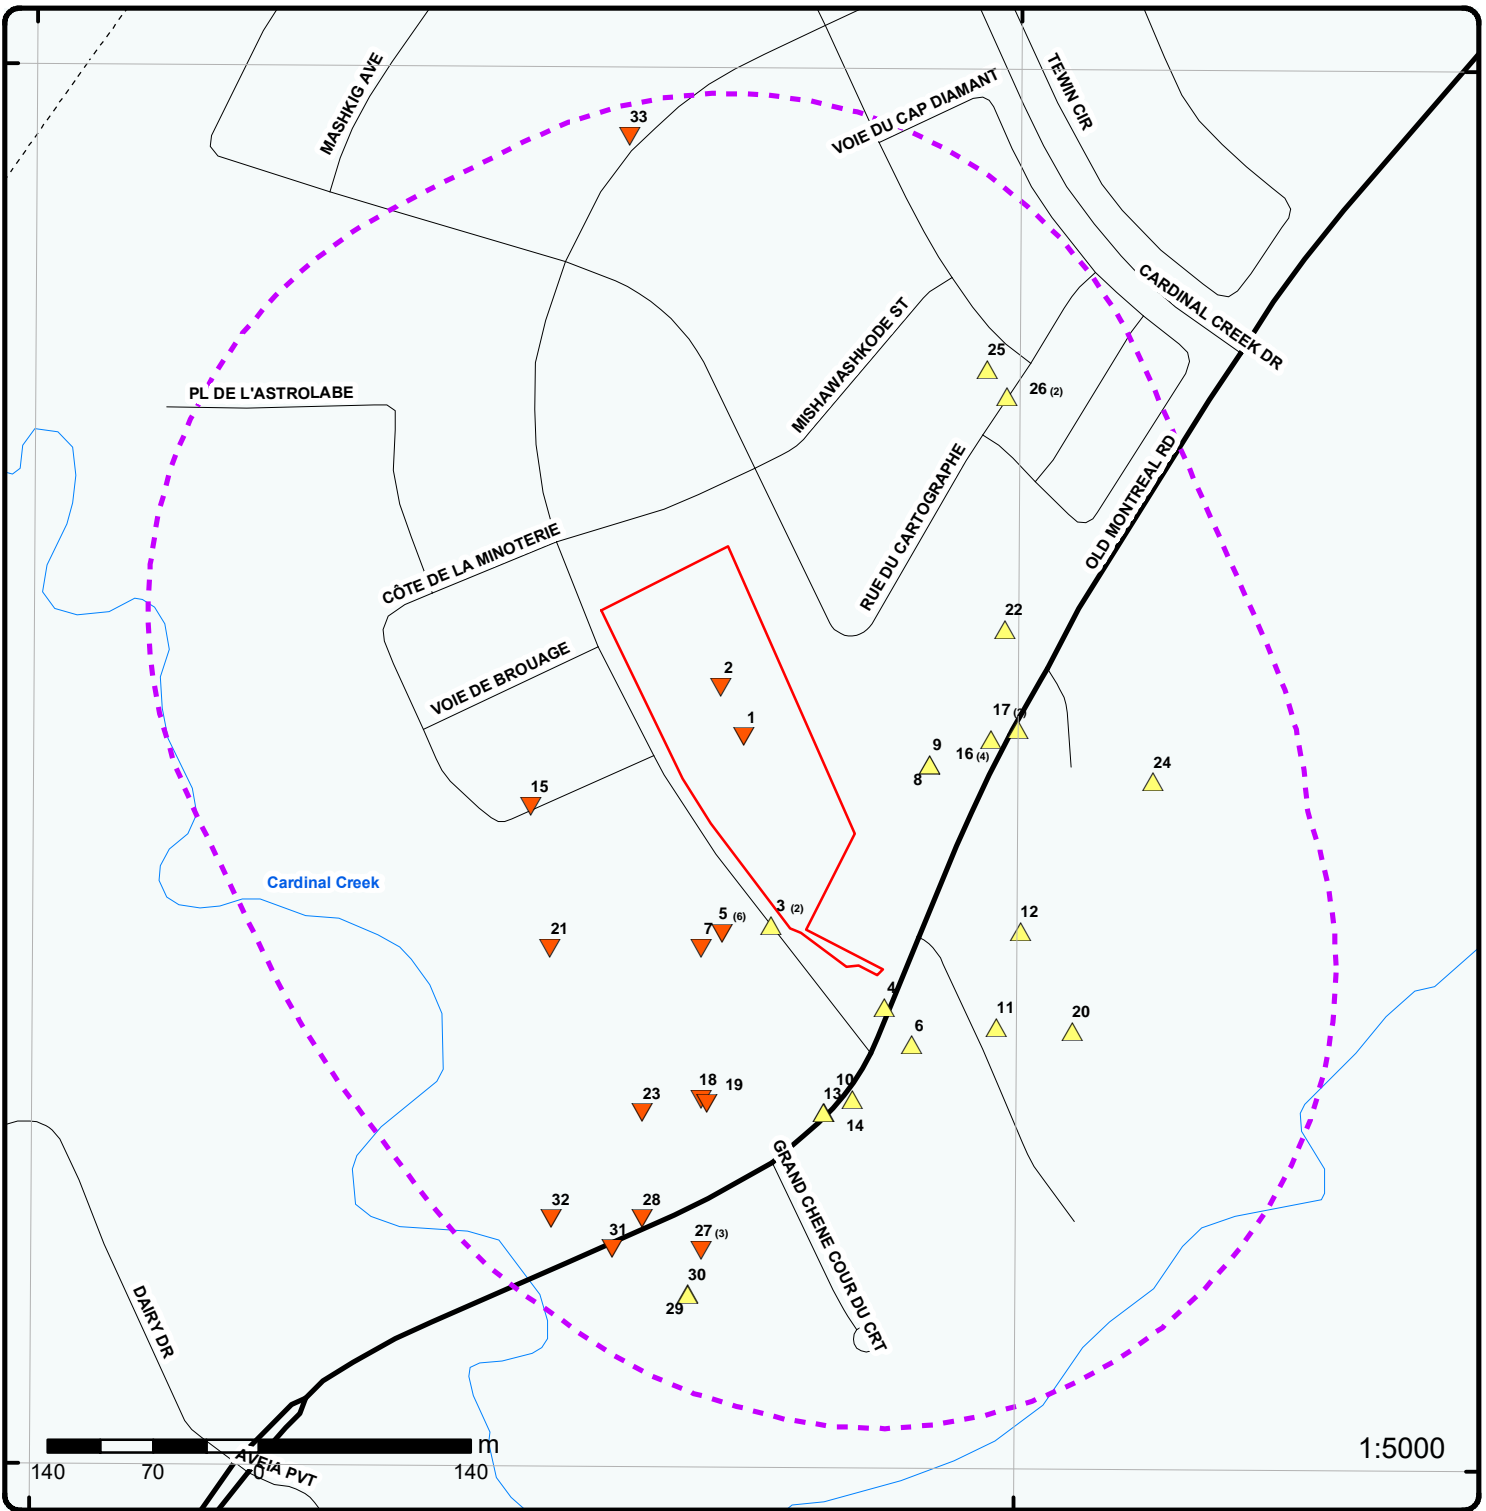 MASHKIG AVE
33
VOIE DU CAP DIAMANT
TEWIN CIR
CARDINAL CREEK DR
PL DE L'ASTROLABE
MISHAWASHKODE ST
25
26 (2)
RUE DU CARTOGRAPHE
OLD MONTREAL RD
CÔTE DE LA MINOTERIE
22
VOIE DE BROUAGE
2
1
17
16 (4)
9
8
24
15
Cardinal Creek
3 (2)
5 (6)
7
21
12
4
6
11
20
18
19
23
10
13
14
GRAND CHENE COUR DU CRT
32
28
31
27 (3)
30
29
DAIRY DR
AVEIA PVT
140 70 0 140 m
1:5000